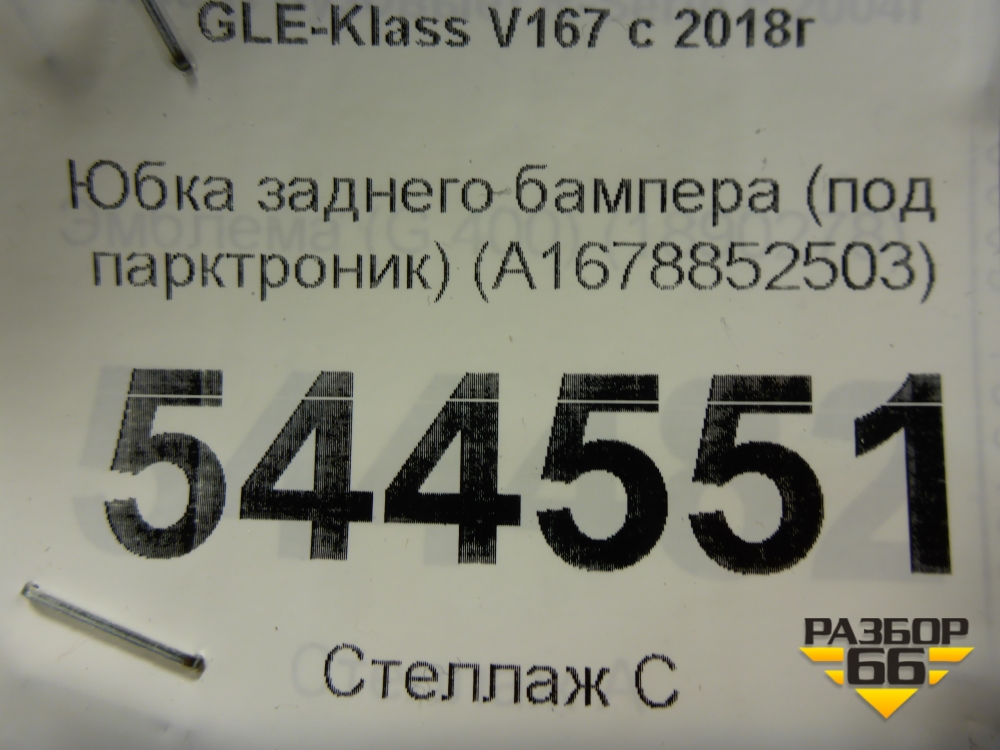 GLE-Klass V167 с 2018г
Юбка заднего бампера (под
парктроник) (A1678852503)
544551
Стеллаж С
РАЗБОР
66